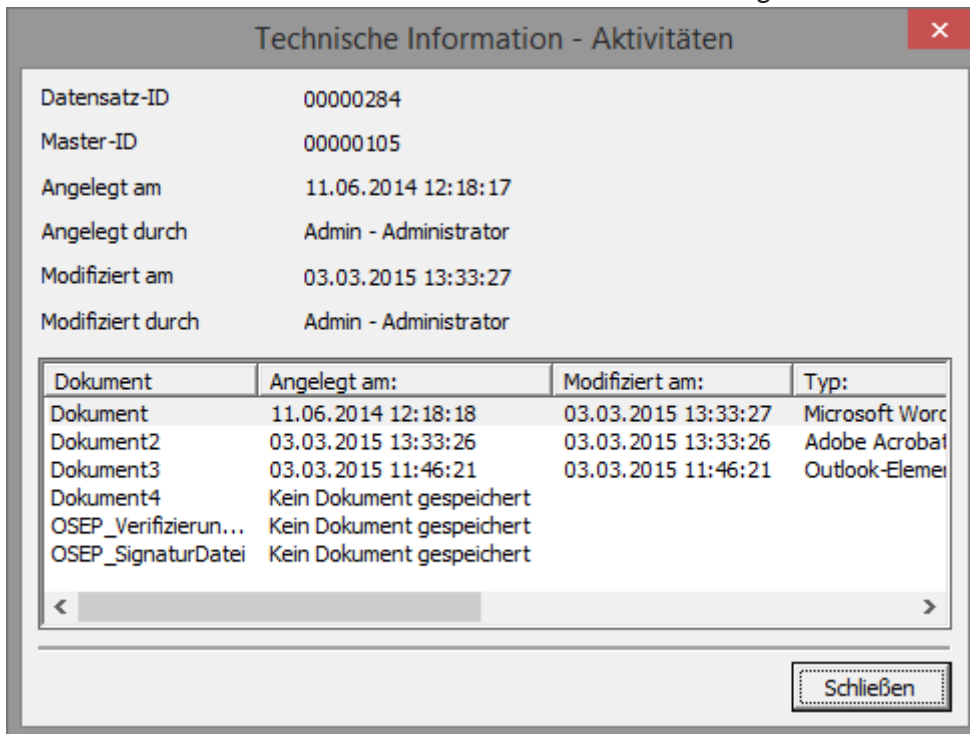 Technische Information - Aktivitäten
Datensatz-ID 00000284
Master-ID 00000105
Angelegt am 11.06.2014 12:18:17
Angelegt durch Admin - Administrator
Modifiziert am 03.03.2015 13:33:27
Modifiziert durch Admin - Administrator
Dokument Angelegt am: Modifiziert am: Typ:
Dokument 11.06.2014 12:18:18 03.03.2015 13:33:27 Microsoft Word
Dokument2 03.03.2015 13:33:26 03.03.2015 13:33:26 Adobe Acrobat
Dokument3 03.03.2015 11:46:21 03.03.2015 11:46:21 Outlook-Elemen
Dokument4 Kein Dokument gespeichert
OSEP_Verifizierun... Kein Dokument gespeichert
OSEP_SignaturDatei Kein Dokument gespeichert
Schließen